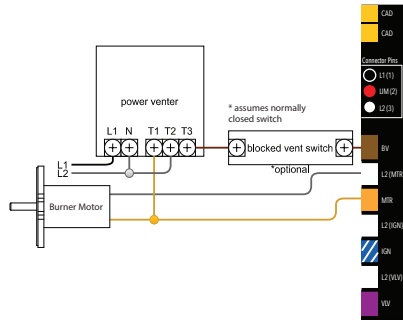 CAD
CAD
Connector Pins
L1 (1)
LIM (2)
L2 (3)
power venter
L1 N T1 T2 T3
* assumes normally
closed switch
blocked vent switch
*optional
BV
L1
L2
L2 (MTR
Burner Motor
MTR
L2 (IGN)
IGN
L2 (VLV)
VLV